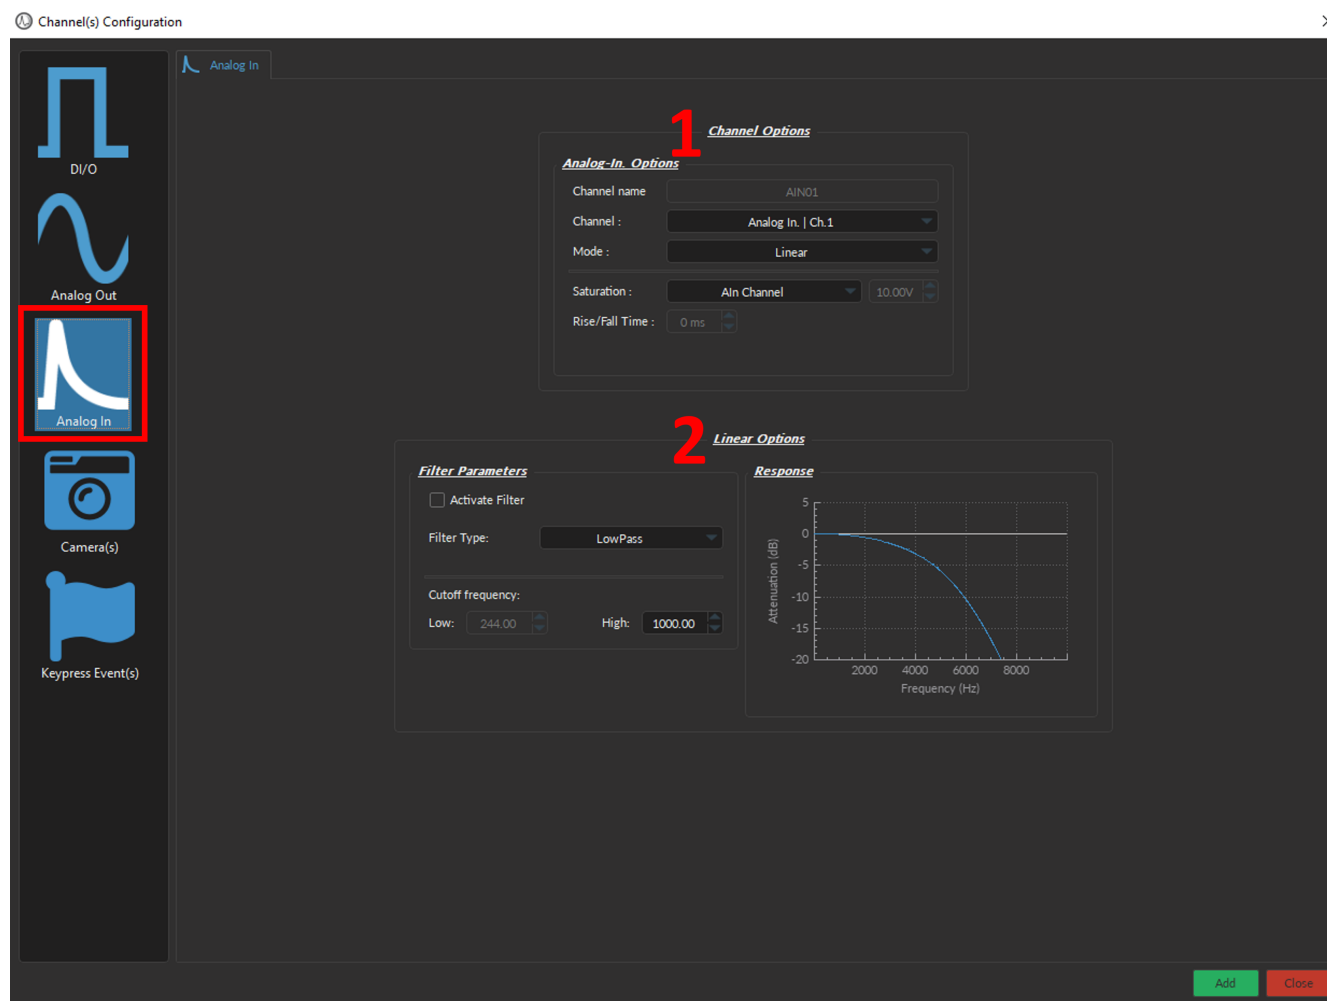 Channel(s) Configuration
DI/O
Analog Out
Analog In
Camera(s)
Keypress Event(s)
Analog In
1
Channel Options
Analog-In. Options
Channel name AIN01
Channel : Analog In. | Ch.1
Mode : Linear
Saturation : AIn Channel 10.00V
Rise/Fall Time : 0 ms
2
Linear Options
Filter Parameters
Activate Filter
Filter Type: LowPass
Cutoff frequency:
Low: 244.00 High: 1000.00
Response
Attenuation (dB)
5
0
-5
-10
-15
-20
2000 4000 6000 8000
Frequency (Hz)
Add Close